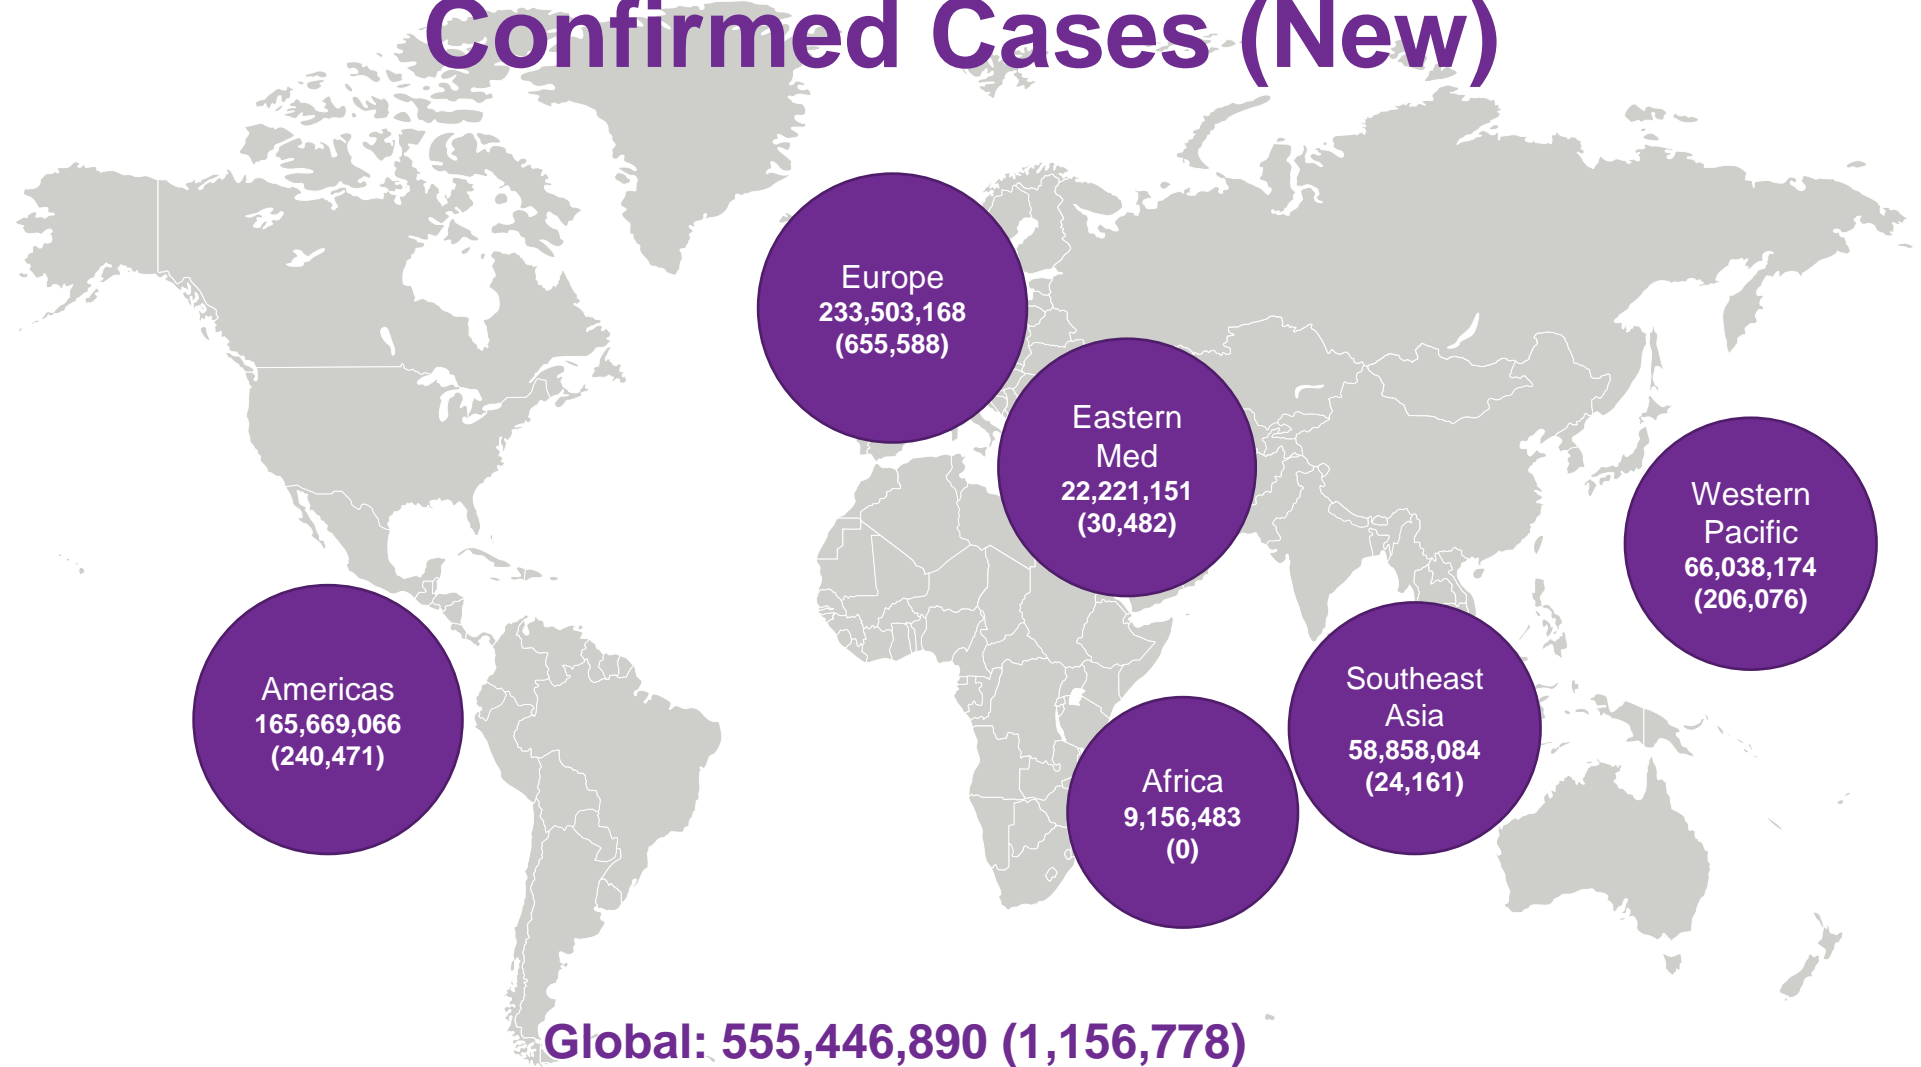 Confirmed Cases (New)
Europe
233,503,168
(655,588)
Eastern
Med
22,221,151
(30,482)
Western
Pacific
66,038,174
(206,076)
Americas
165,669,066
(240,471)
Southeast
Asia
58,858,084
(24,161)
Africa
9,156,483
(0)
Global: 555,446,890 (1,156,778)